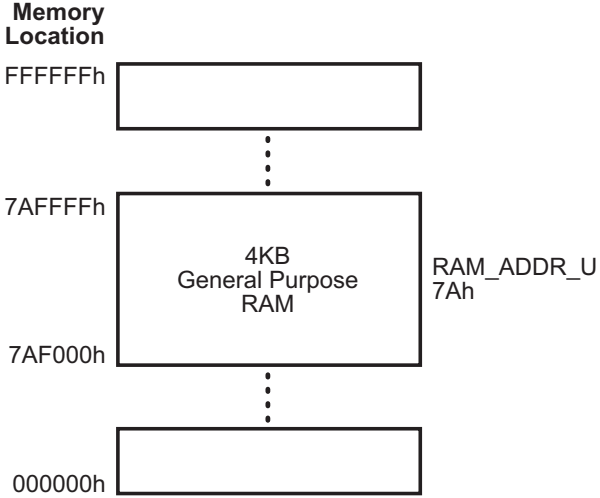 Memory
Location
FFFFFFh
7AFFFFh
4KB
General Purpose
RAM
RAM_ADDR_U
7Ah
7AF000h
000000h